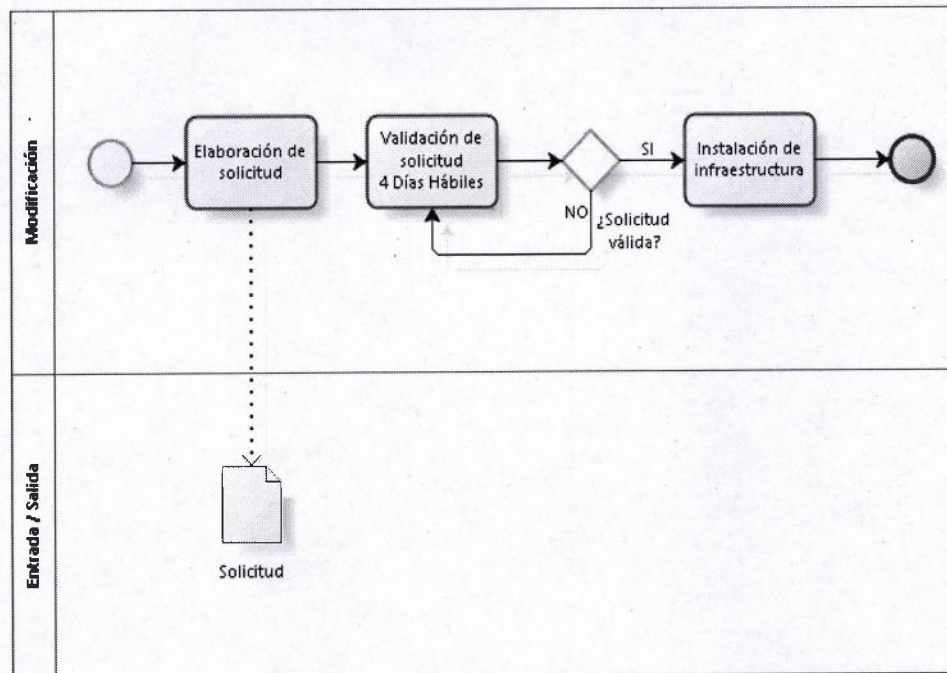 Modificación
Elaboración de
solicitud
Validación de
solicitud
4 Días Hábiles
SI
NO
¿Solicitud
válida?
Instalación de
infraestructura
Entrada / Salida
Solicitud